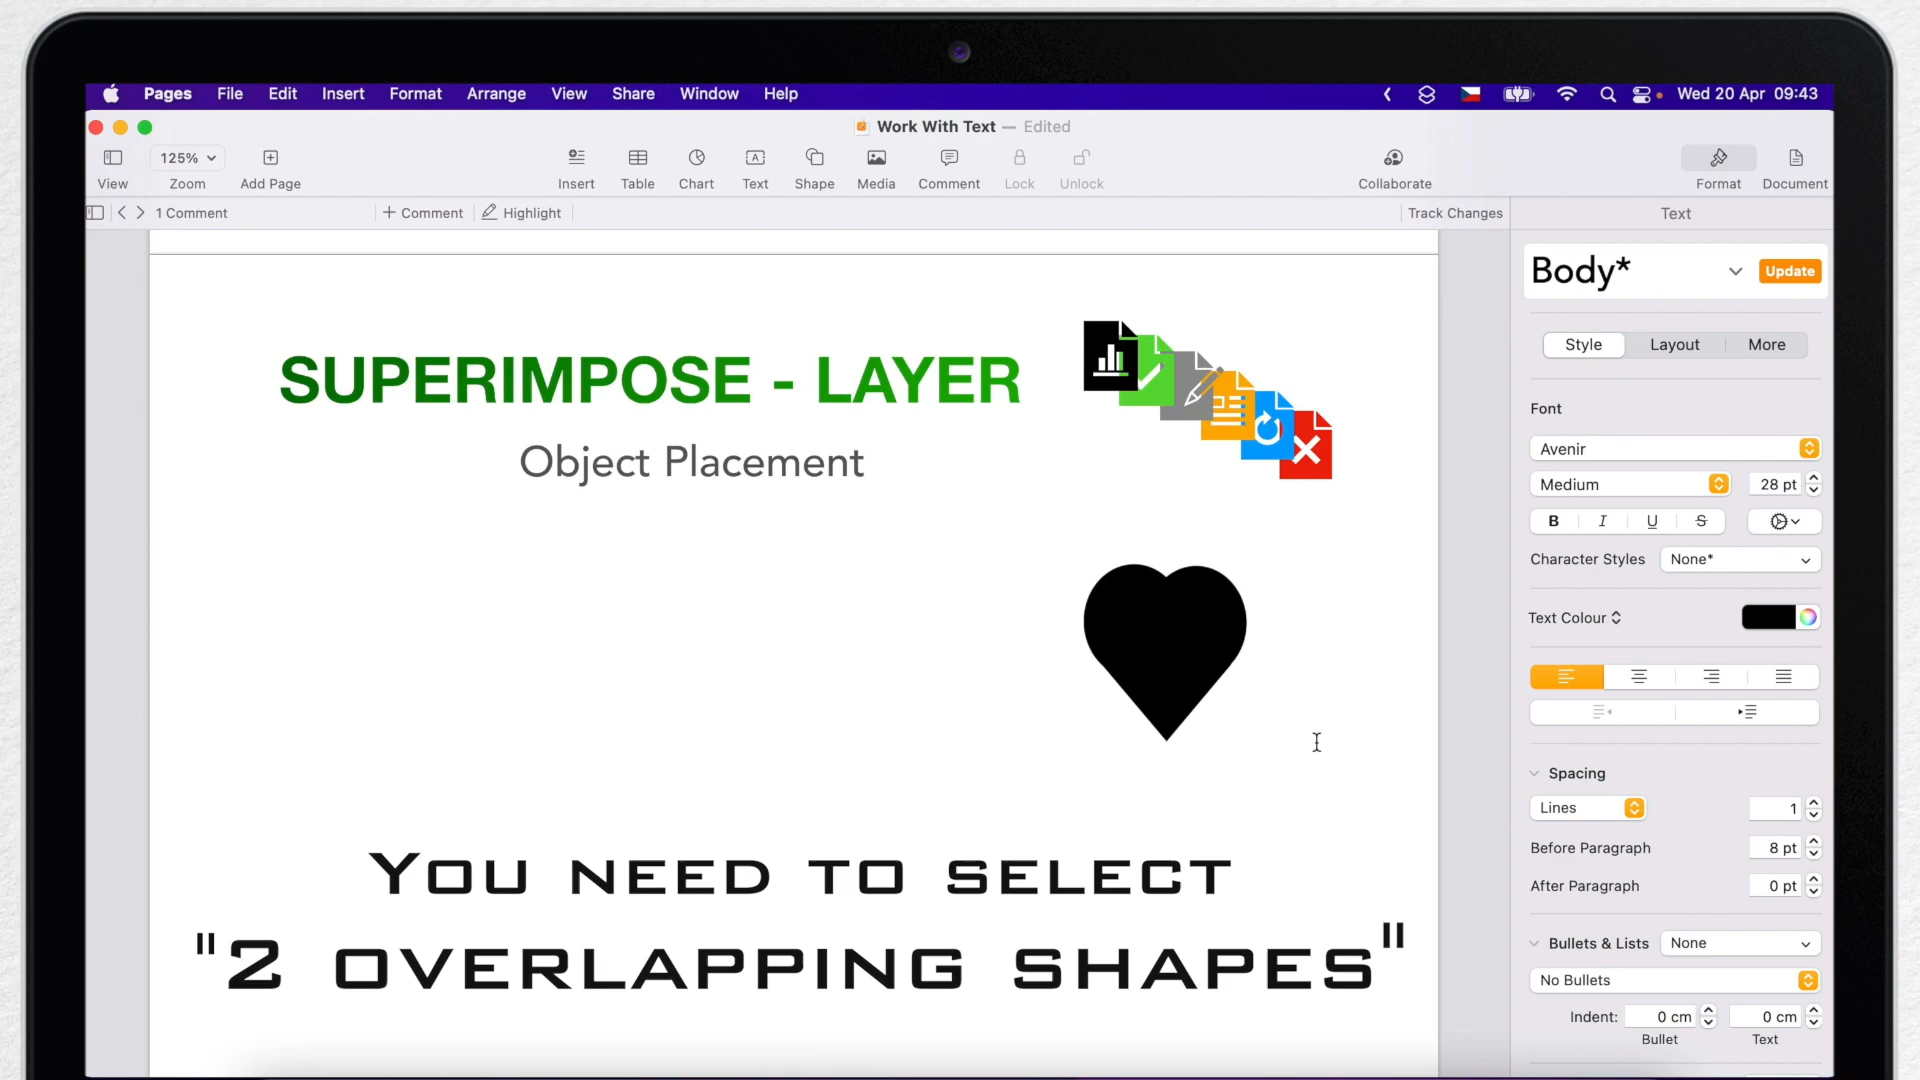 Pages File Edit Insert Format Arrange View Share Window Help Wed 20 Apr 09:43
Work With Text — Edited
125%
View Zoom Add Page Insert Table Chart Text Shape Media Comment Lock Unlock Collaborate Format Document
1 Comment + Comment Highlight Track Changes Text
Body* Update
Style Layout More
SUPERIMPOSE - LAYER
Object Placement
Font
Avenir
Medium 28 pt
B I U S
Character Styles None*
Text Colour
Spacing
Lines 1
Before Paragraph 8 pt
After Paragraph 0 pt
Bullets & Lists None
No Bullets
Indent: 0 cm 0 cm
Bullet Text
You need to select
"2 overlapping shapes"